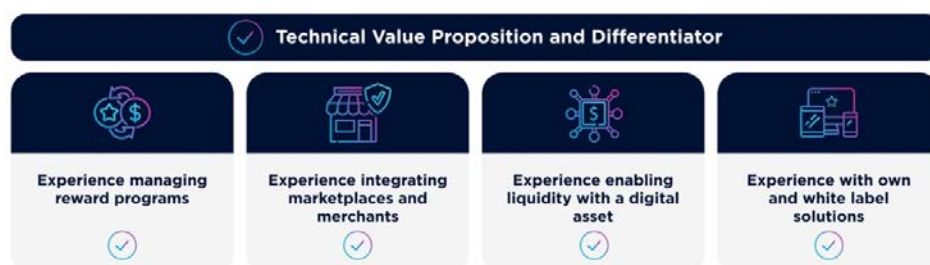 Technical Value Proposition and Differentiator
Experience managing
reward programs
Experience integrating
marketplaces and
merchants
Experience enabling
liquidity with a digital
asset
Experience with own
and white label
solutions